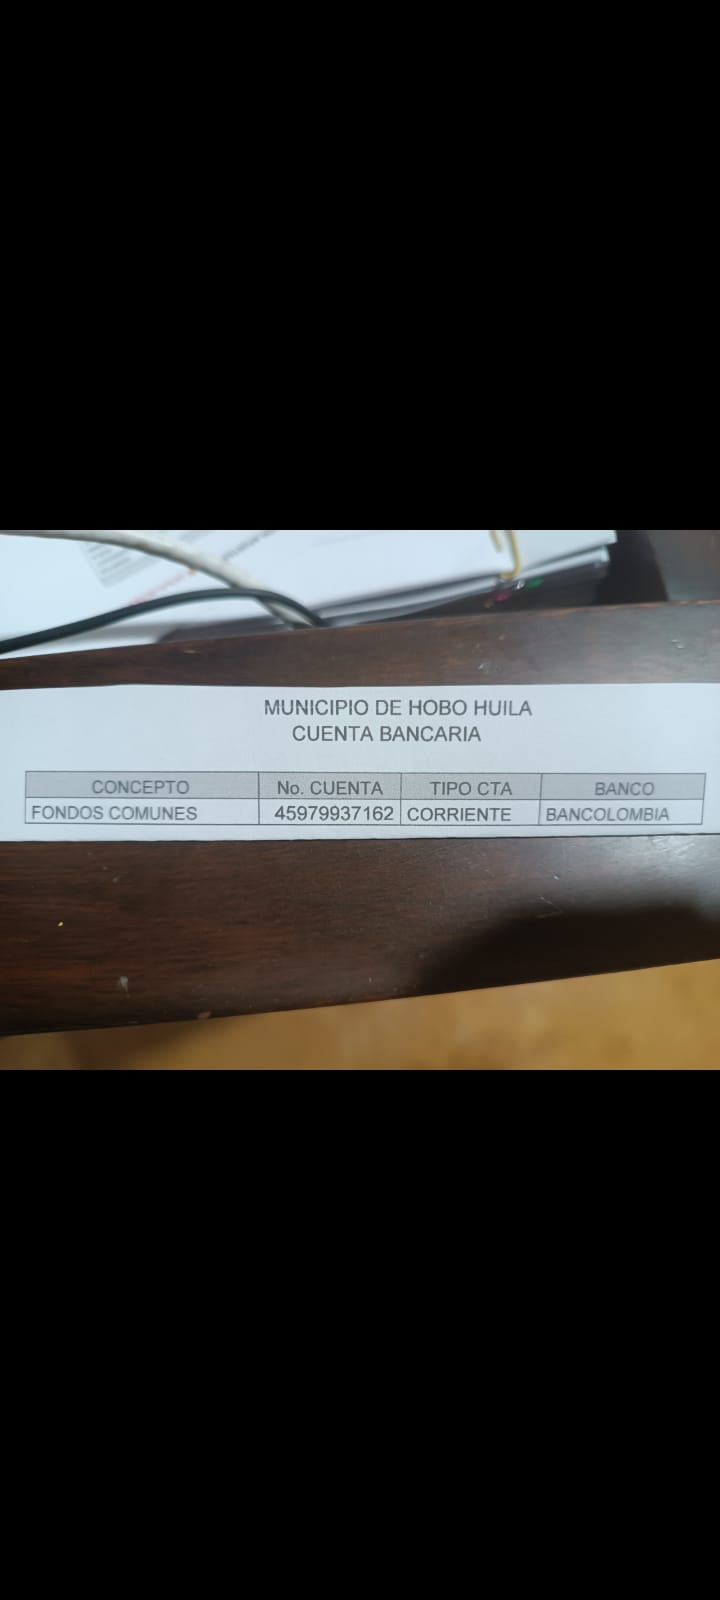 MUNICIPIO DE HOBO HUILA
CUENTA BANCARIA
CONCEPTO No. CUENTA TIPO CTA BANCO
FONDOS COMUNES 45979937162 CORRIENTE BANCOLOMBIA